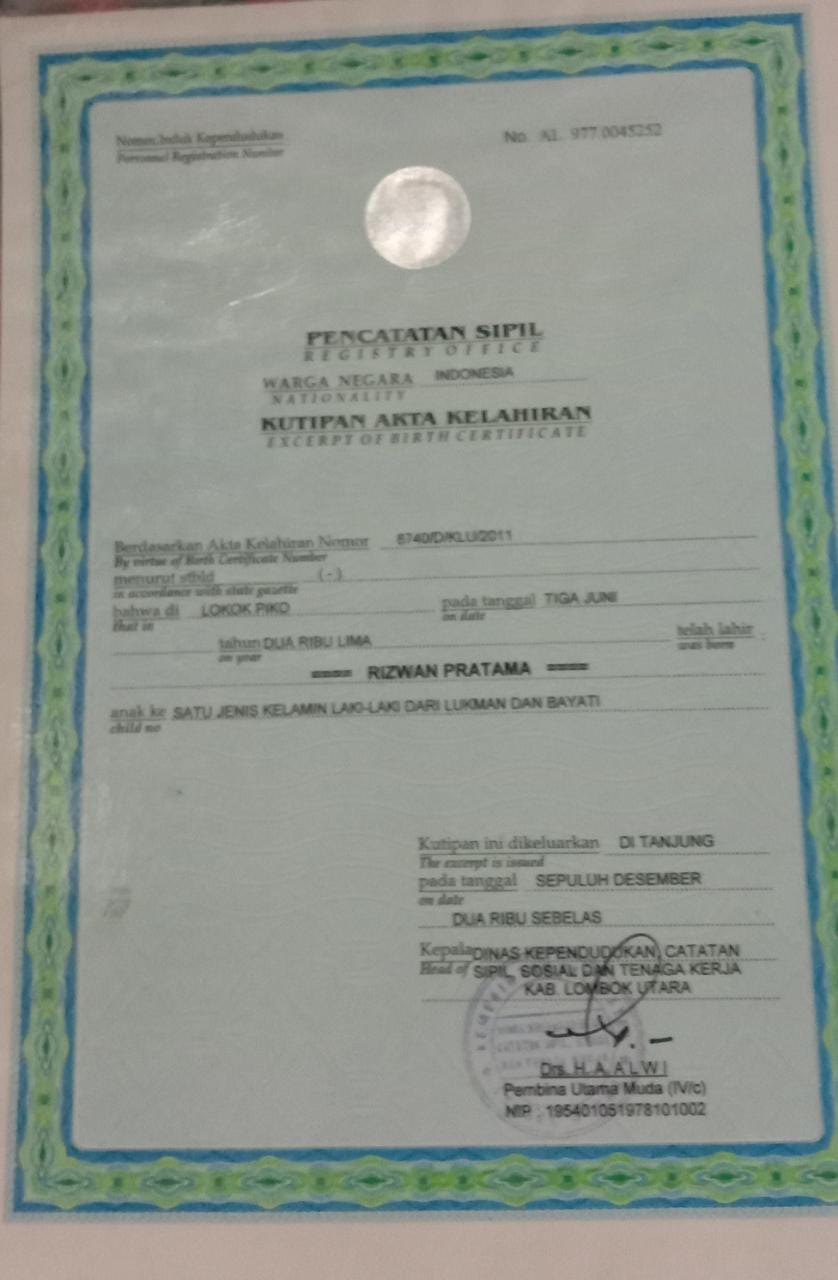 Nomor Induk Kependudukan No. AL. 977.0045252
Personnel Registration Number
PENCATATAN SIPIL
REGISTRY OFFICE
WARGA NEGARA INDONESIA
NATIONALITY
KUTIPAN AKTA KELAHIRAN
EXCERPT OF BIRTH CERTIFICATE
Berdasarkan Akta Kelahiran Nomor 6740/D/KLU/2011
By virtue of Birth Certificate Number
menurut stbld (-)
in accordance with state gazette
bahwa di LOKOK PIKO pada tanggal TIGA JUNI
that in on date
tahun DUA RIBU LIMA telah lahir :
on year was born
==== RIZWAN PRATAMA ====
anak ke SATU JENIS KELAMIN LAKI-LAKI DARI LUKMAN DAN BAYATI
child no
Kutipan ini dikeluarkan DI TANJUNG
The excerpt is issued
pada tanggal SEPULUH DESEMBER
on date
DUA RIBU SEBELAS
Kepala DINAS KEPENDUDUKAN, CATATAN
Head of SIPIL, SOSIAL DAN TENAGA KERJA
KAB. LOMBOK UTARA
Drs. H. A. A L W I
Pembina Utama Muda (IV/c)
NIP : 195401051978101002